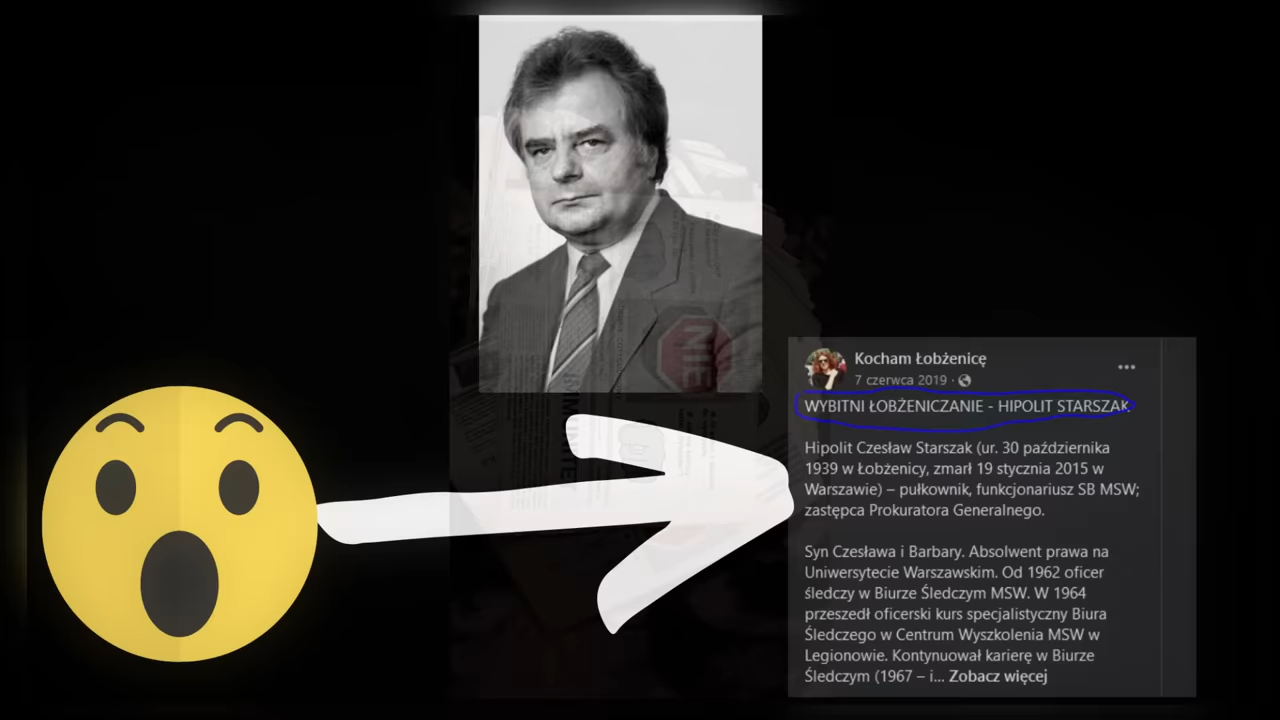 NIE
IMMUNITET
Kocham Łobżenicę
7 czerwca 2019 ·
WYBITNI ŁOBŻENICZANIE - HIPOLIT STARSZAK
Hipolit Czesław Starszak (ur. 30 października
1939 w Łobżenicy, zmarł 19 stycznia 2015 w
Warszawie) – pułkownik, funkcjonariusz SB MSW;
zastępca Prokuratora Generalnego.
Syn Czesława i Barbary. Absolwent prawa na
Uniwersytecie Warszawskim. Od 1962 oficer
śledczy w Biurze Śledczym MSW. W 1964
przeszedł oficerski kurs specjalistyczny Biura
Śledczego w Centrum Wyszkolenia MSW w
Legionowie. Kontynuował karierę w Biurze
Śledczym (1967 – i... Zobacz więcej